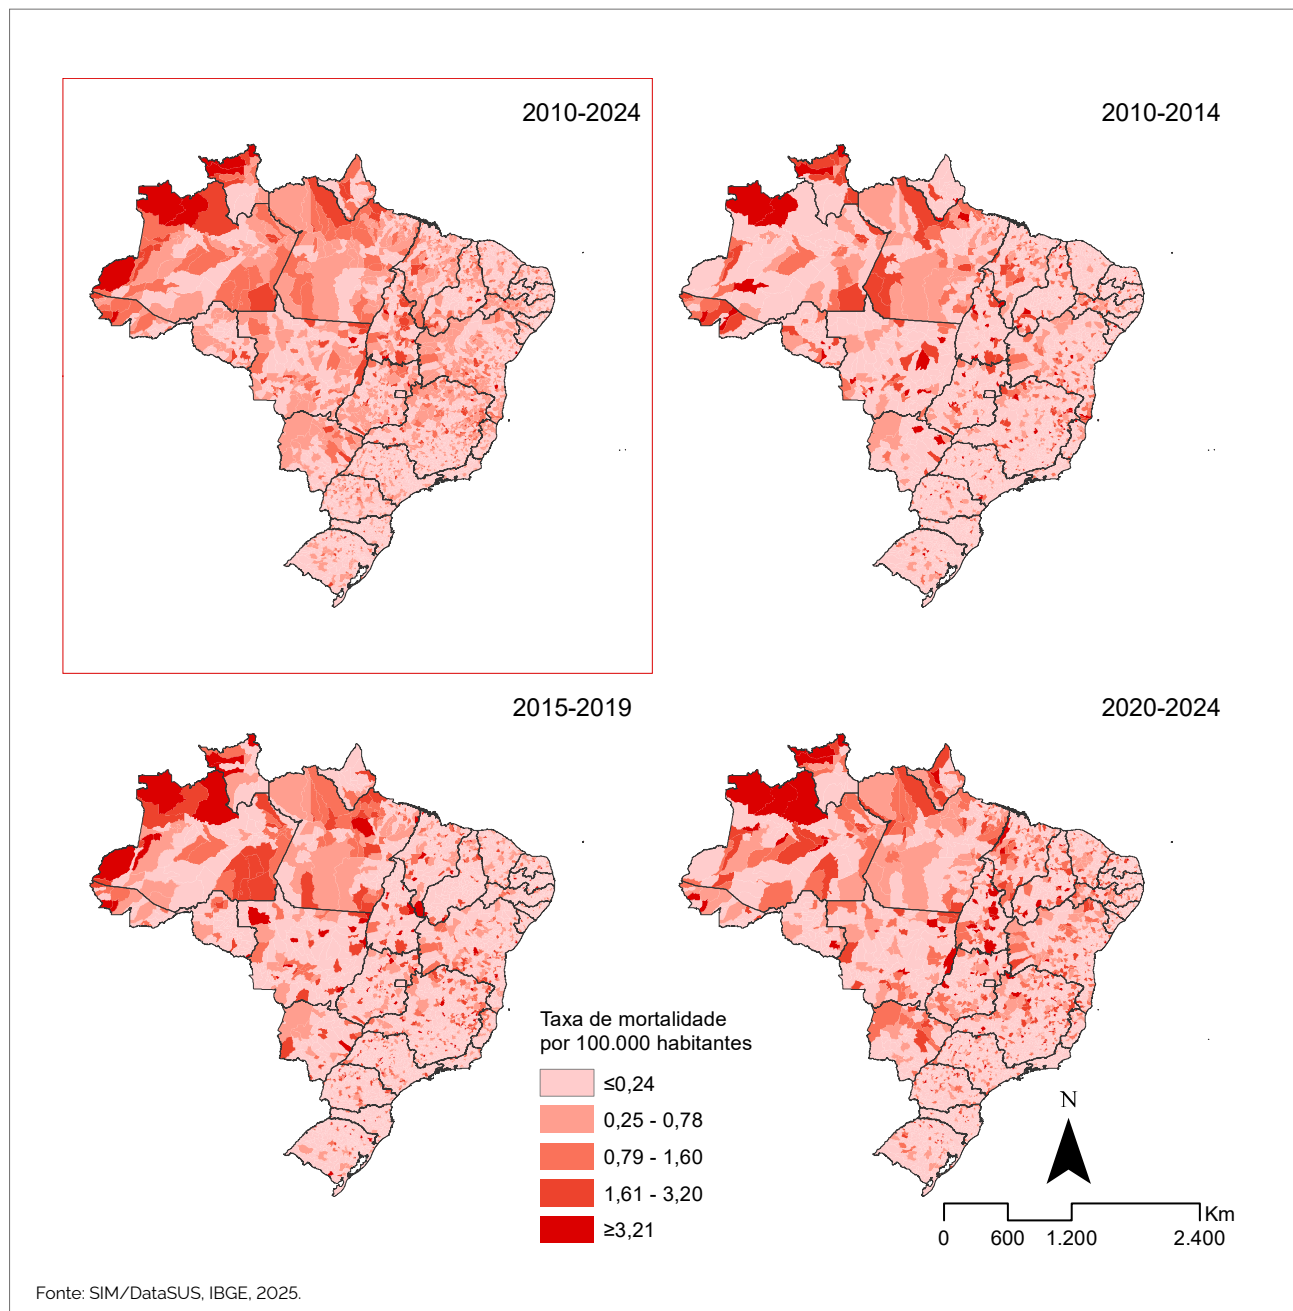 2010-2024
2010-2014
2015-2019
2020-2024
Taxa de mortalidade
por 100.000 habitantes
≤0,24
0,25 - 0,78
0,79 - 1,60
1,61 - 3,20
≥3,21
N
Km
0 600 1.200 2.400
Fonte: SIM/DataSUS, IBGE, 2025.